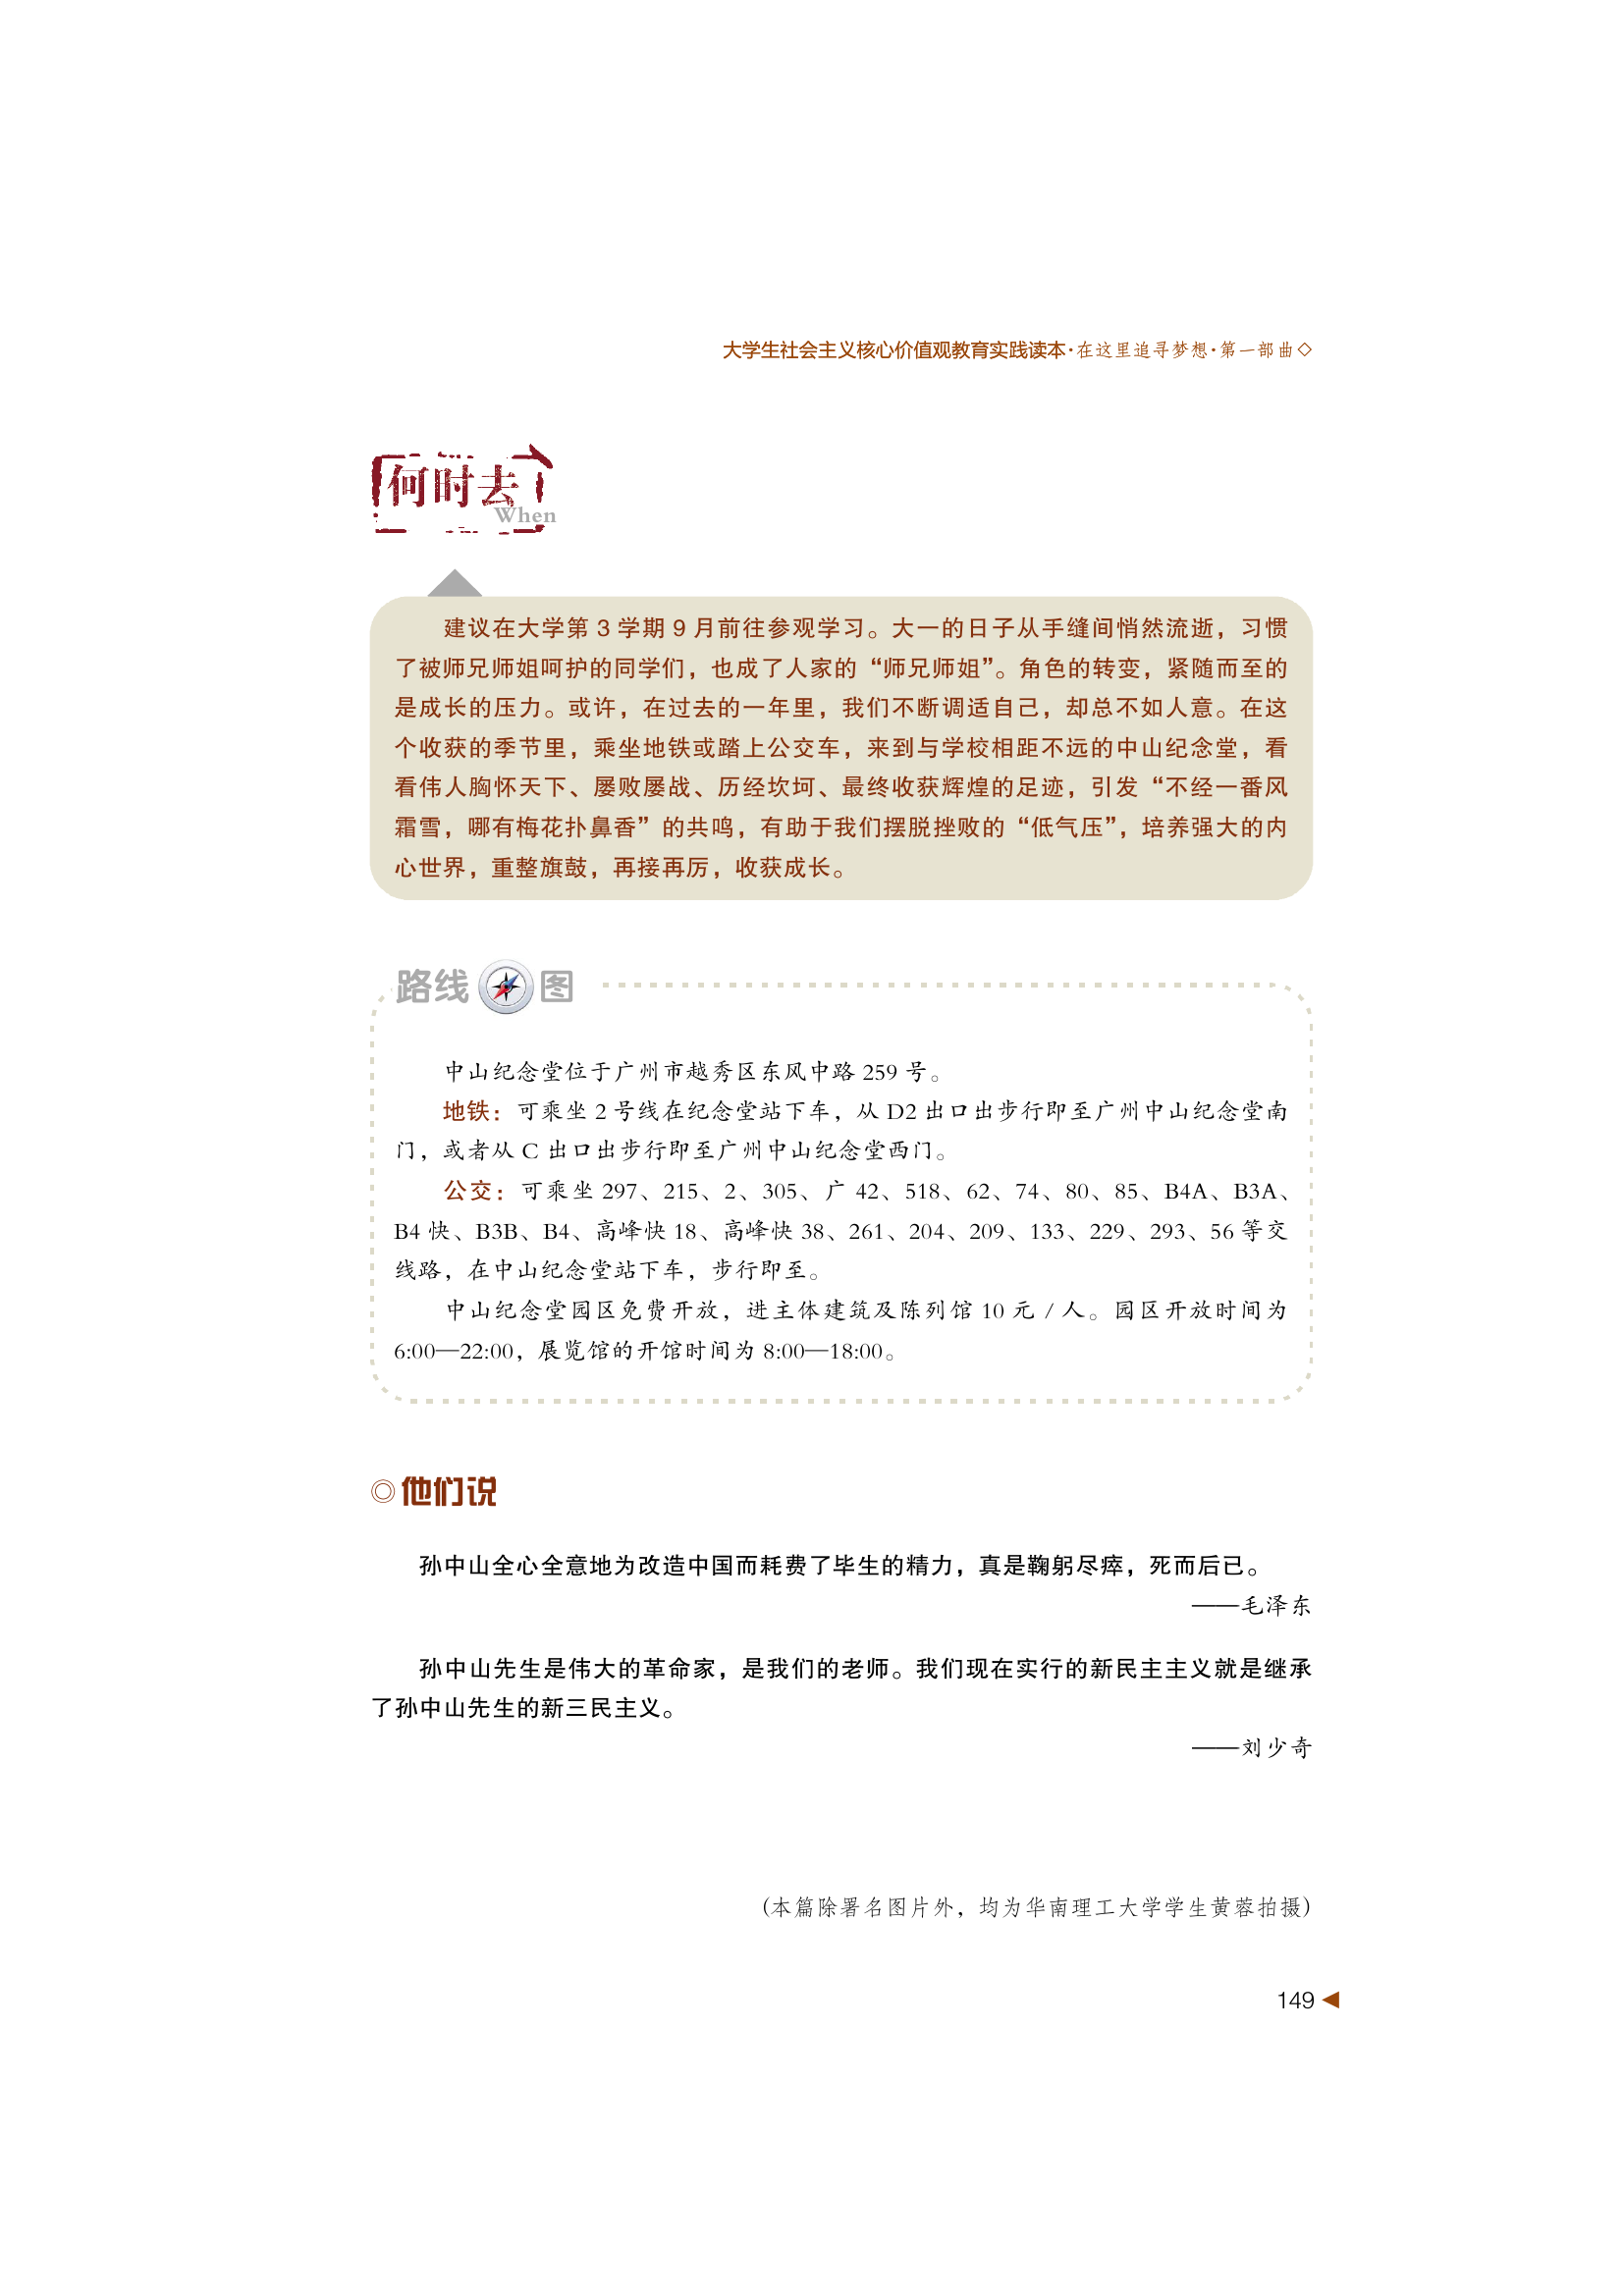 大学生社会主义核心价值观教育实践读本·在这里追寻梦想·第一部曲◇
何时去
When
建议在大学第 3 学期 9 月前往参观学习。大一的日子从手缝间悄然流逝，习惯
了被师兄师姐呵护的同学们，也成了人家的“师兄师姐”。角色的转变，紧随而至的
是成长的压力。或许，在过去的一年里，我们不断调适自己，却总不如人意。在这
个收获的季节里，乘坐地铁或踏上公交车，来到与学校相距不远的中山纪念堂，看
看伟人胸怀天下、屡败屡战、历经坎坷、最终收获辉煌的足迹，引发“不经一番风
霜雪，哪有梅花扑鼻香”的共鸣，有助于我们摆脱挫败的“低气压”，培养强大的内
心世界，重整旗鼓，再接再厉，收获成长。
路线图
中山纪念堂位于广州市越秀区东风中路 259 号。
地铁：可乘坐 2 号线在纪念堂站下车，从 D2 出口出步行即至广州中山纪念堂南
门，或者从 C 出口出步行即至广州中山纪念堂西门。
公交：可乘坐 297、215、2、305、广 42、518、62、74、80、85、B4A、B3A、
B4 快、B3B、B4、高峰快 18、高峰快 38、261、204、209、133、229、293、56 等交
线路，在中山纪念堂站下车，步行即至。
中山纪念堂园区免费开放，进主体建筑及陈列馆 10 元 / 人。园区开放时间为
6:00—22:00，展览馆的开馆时间为 8:00—18:00。
◎他们说
孙中山全心全意地为改造中国而耗费了毕生的精力，真是鞠躬尽瘁，死而后已。
——毛泽东
孙中山先生是伟大的革命家，是我们的老师。我们现在实行的新民主主义就是继承
了孙中山先生的新三民主义。
——刘少奇
（本篇除署名图片外，均为华南理工大学学生黄蓉拍摄）
149